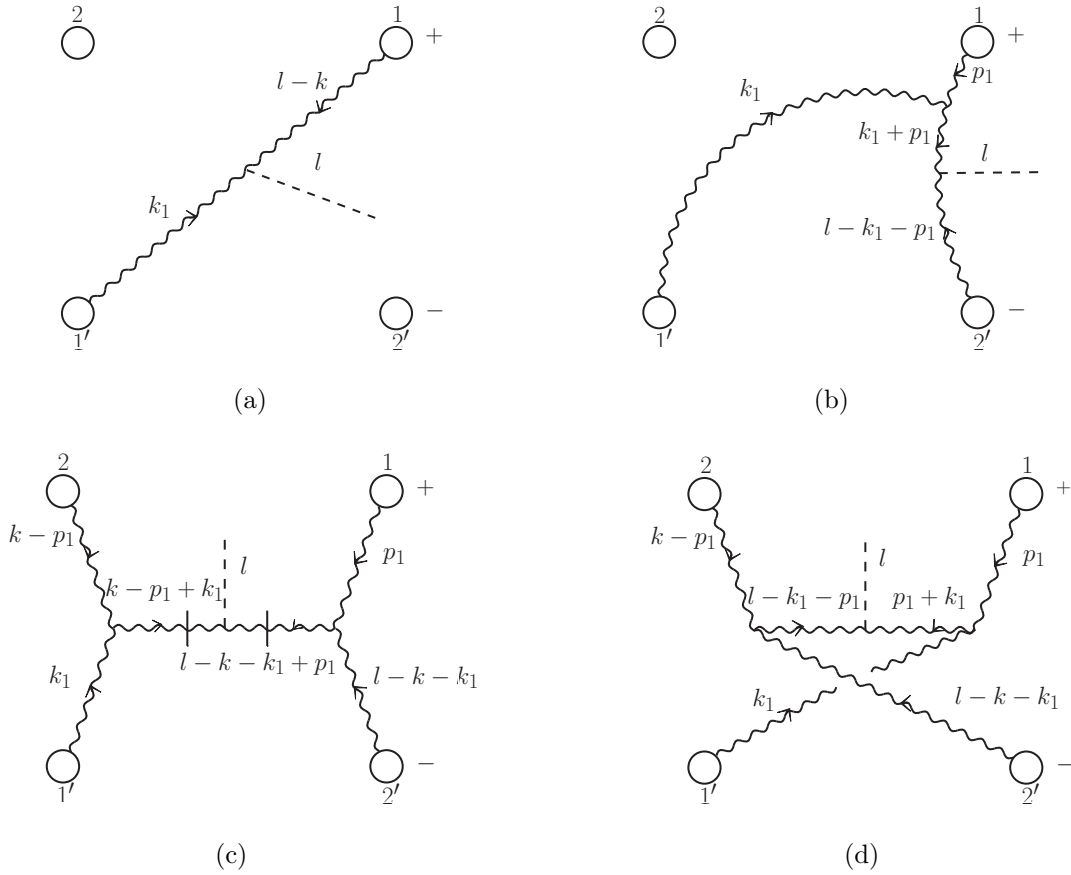 2 1 +
l − k
l
k₁
1′ 2′ −
(a)
2 1 +
p₁
k₁
k₁ + p₁
l
l − k₁ − p₁
1′ 2′ −
(b)
2 1 +
k − p₁ l p₁
k − p₁ + k₁
l − k − k₁ + p₁
k₁ l − k − k₁
1′ 2′ −
(c)
2 1 +
k − p₁ l p₁
l − k₁ − p₁ p₁ + k₁
k₁ l − k − k₁
1′ 2′ −
(d)